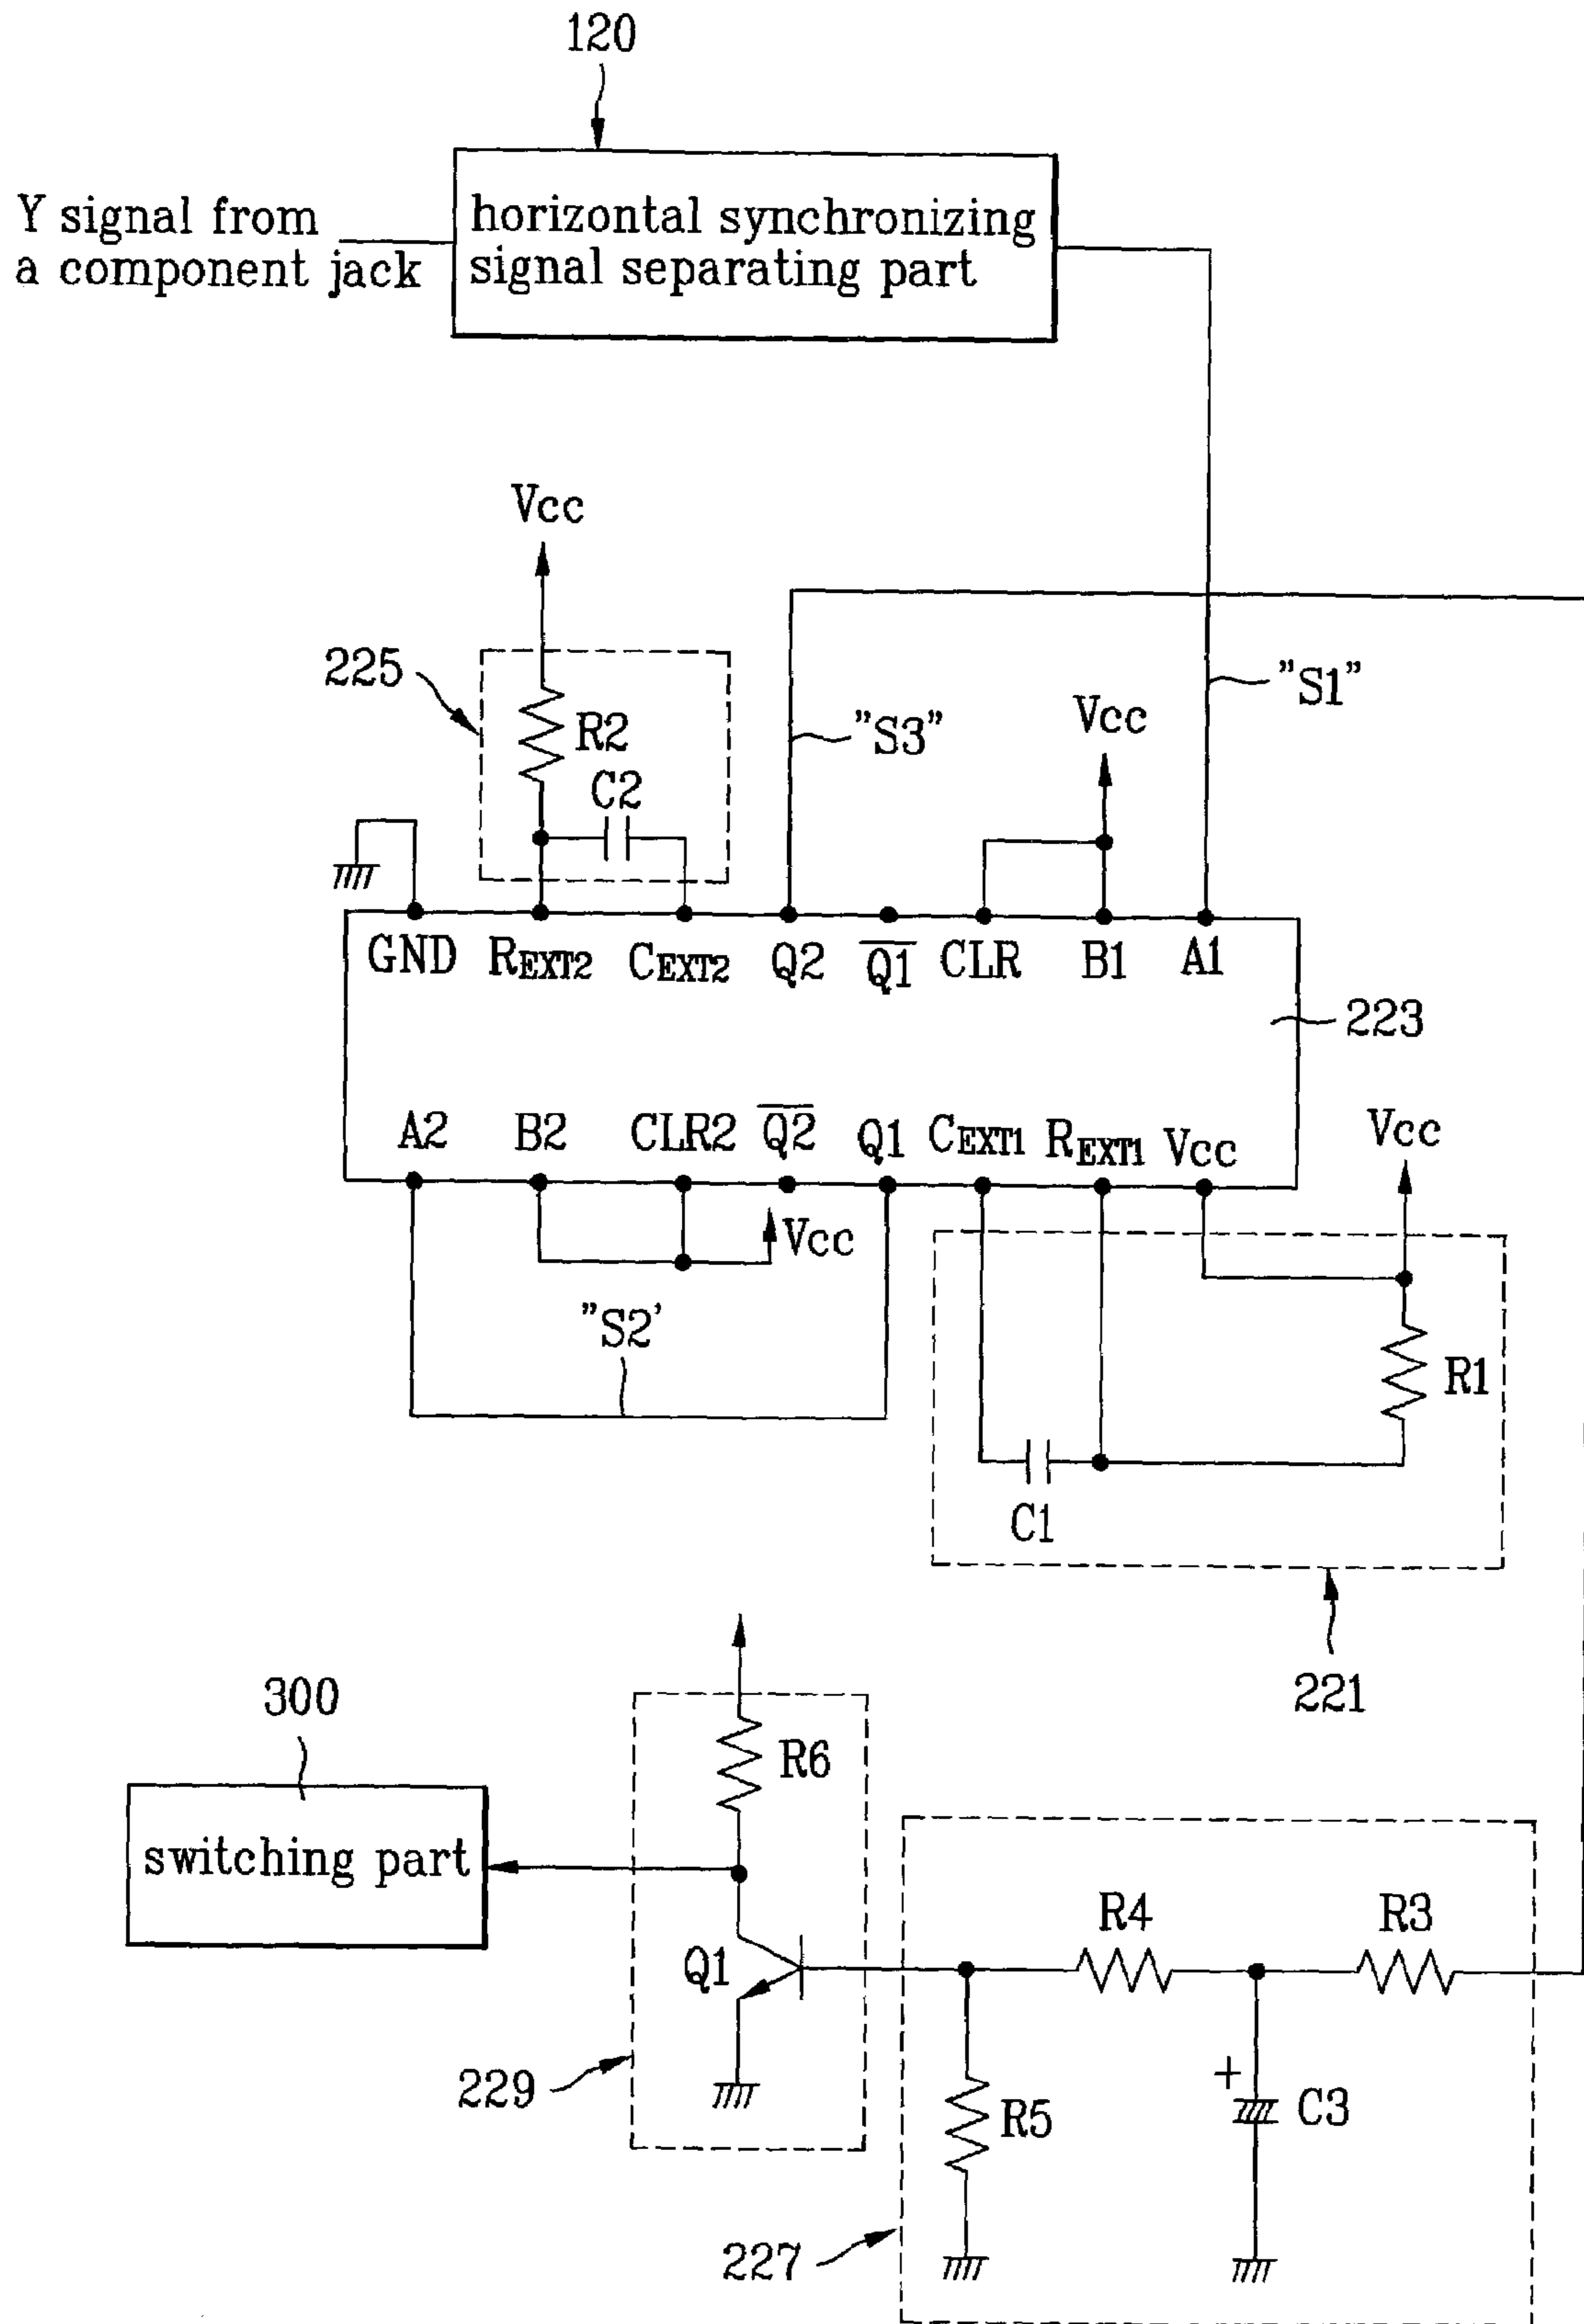 120
Y signal from
a component jack
horizontal synchronizing
signal separating part
Vcc
225
R2
C2
"S3"
Vcc
"S1"
GND REXT2 CEXT2 Q2 Q1 CLR B1 A1
223
A2 B2 CLR2 Q2 Q1 CEXT1 REXT1 Vcc
Vcc
Vcc
"S2'
R1
C1
221
300
switching part
R6
Q1
229
R4
R3
R5
+
C3
227